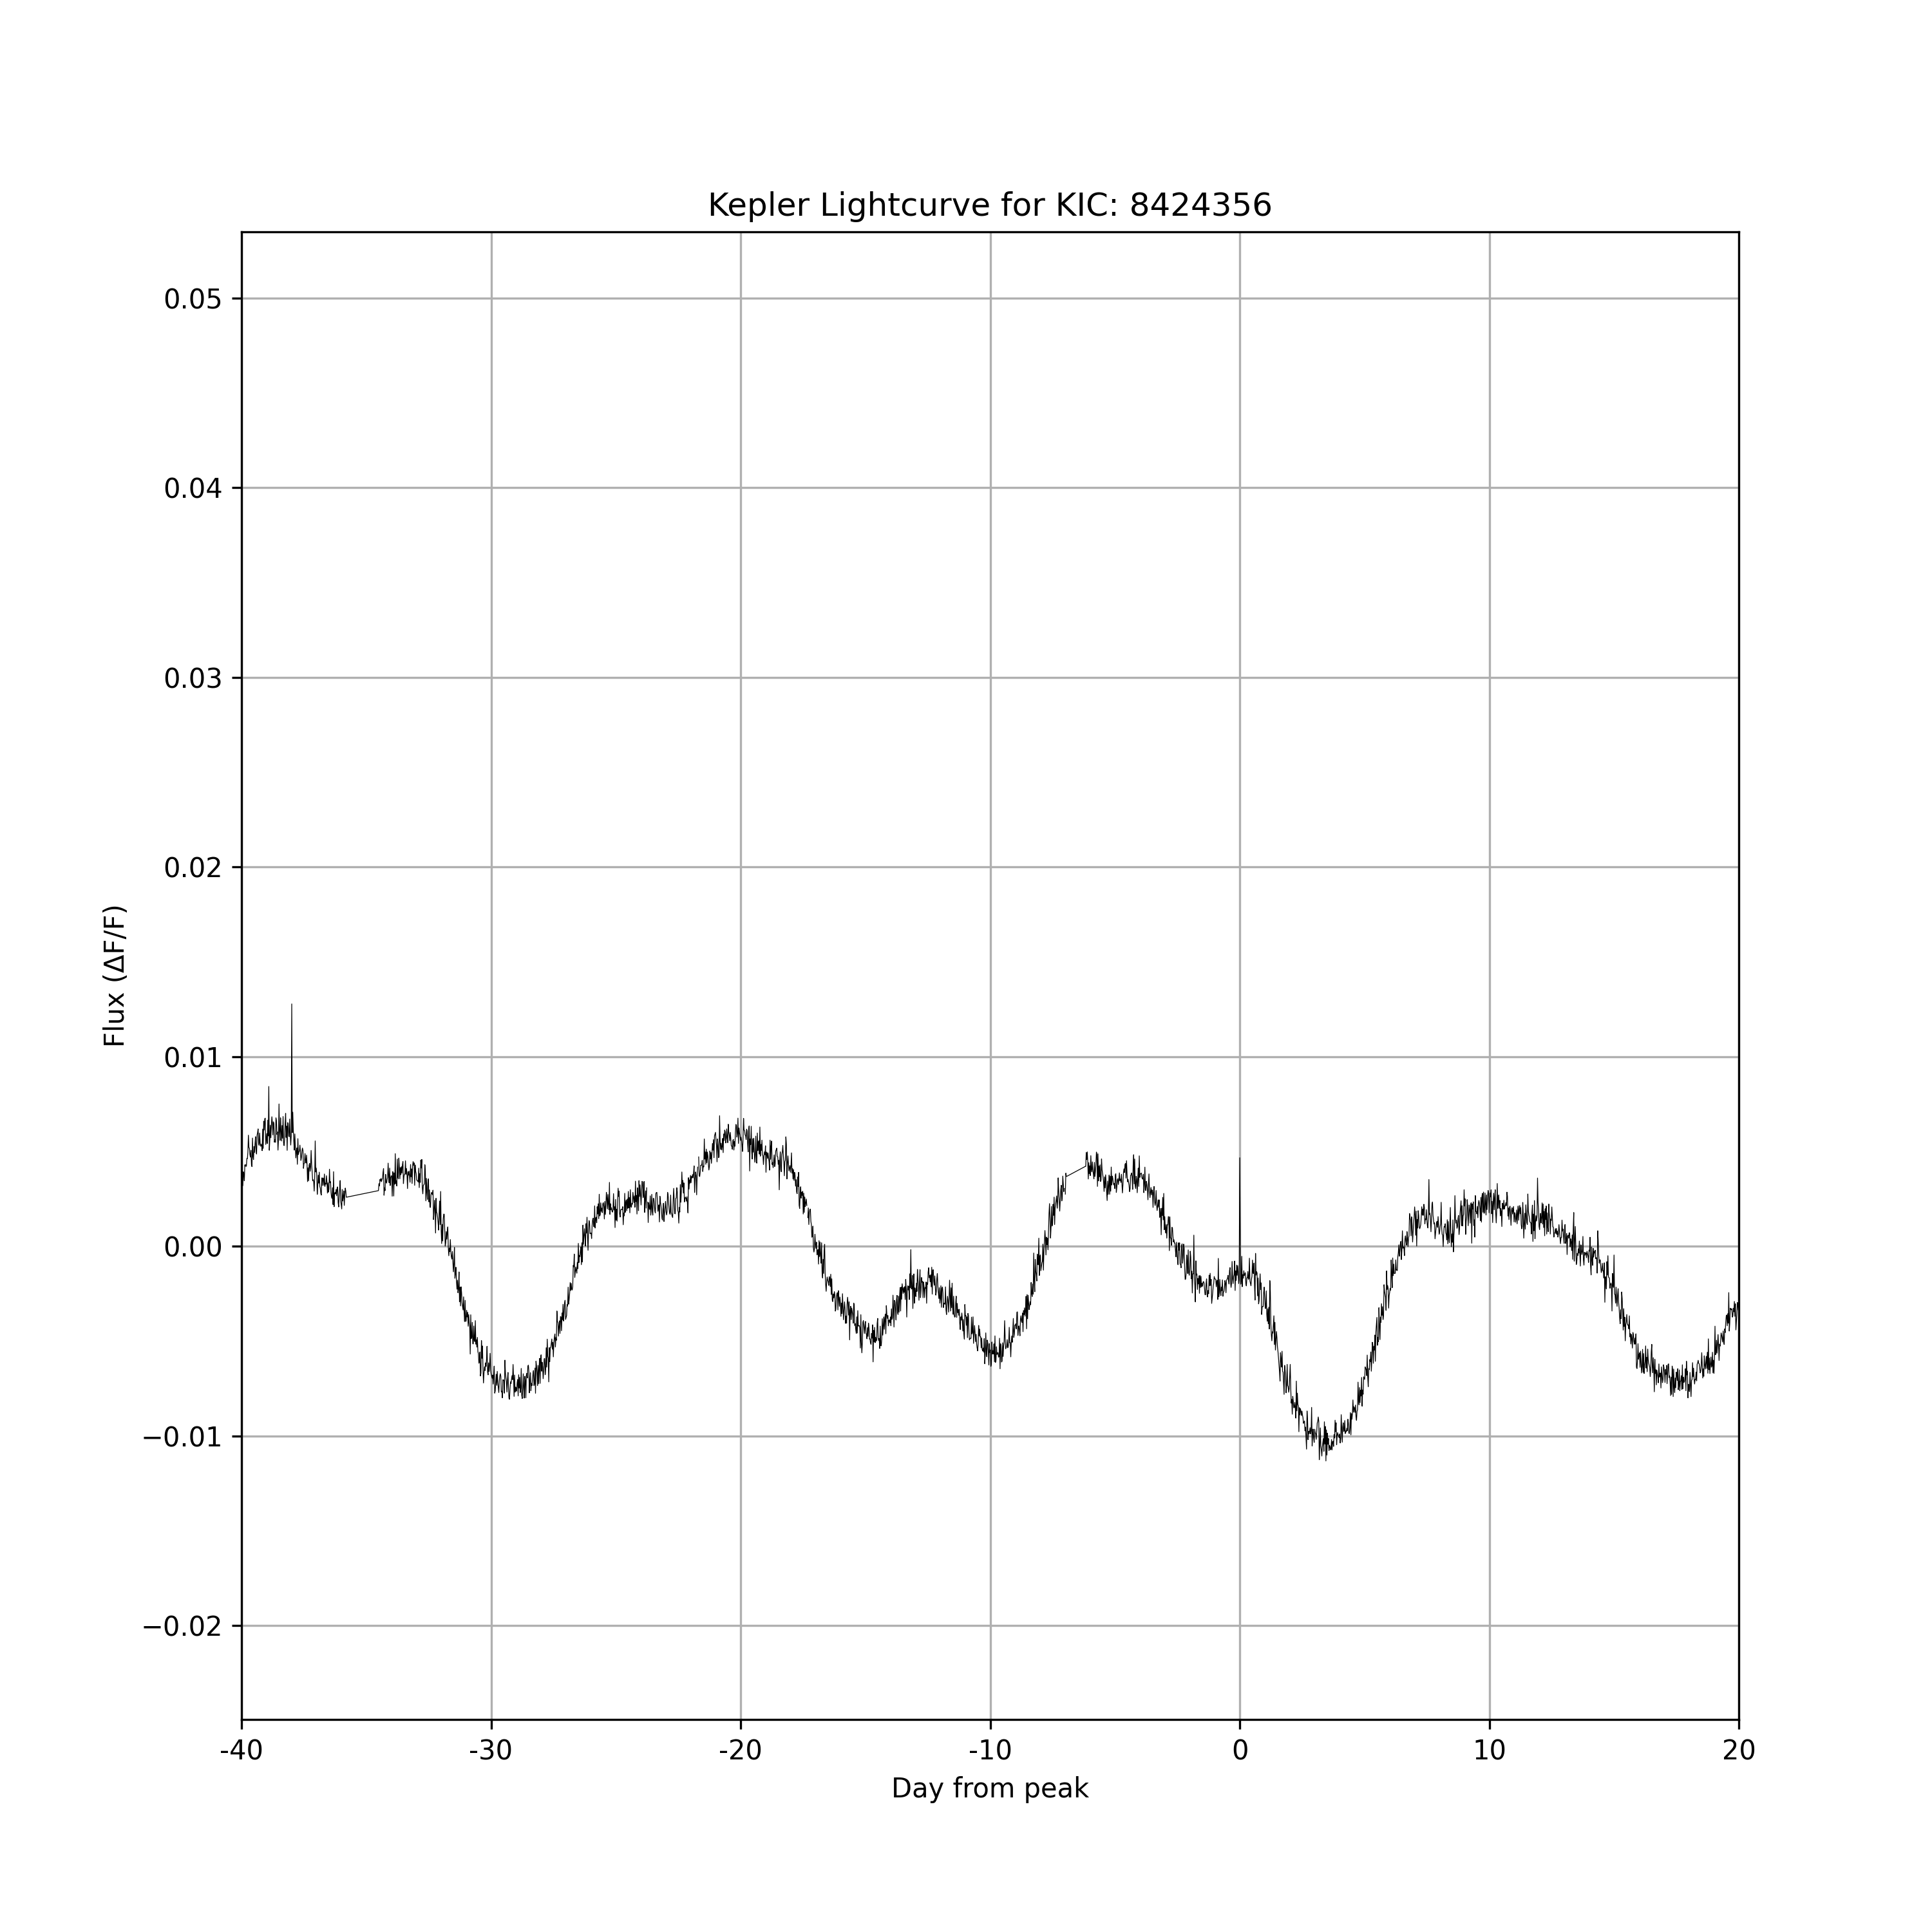 Kepler Lightcurve for KIC: 8424356
0.05
0.04
0.03
0.02
0.01
0.00
−0.01
−0.02
Flux (ΔF/F)
-40 -30 -20 -10 0 10 20
Day from peak